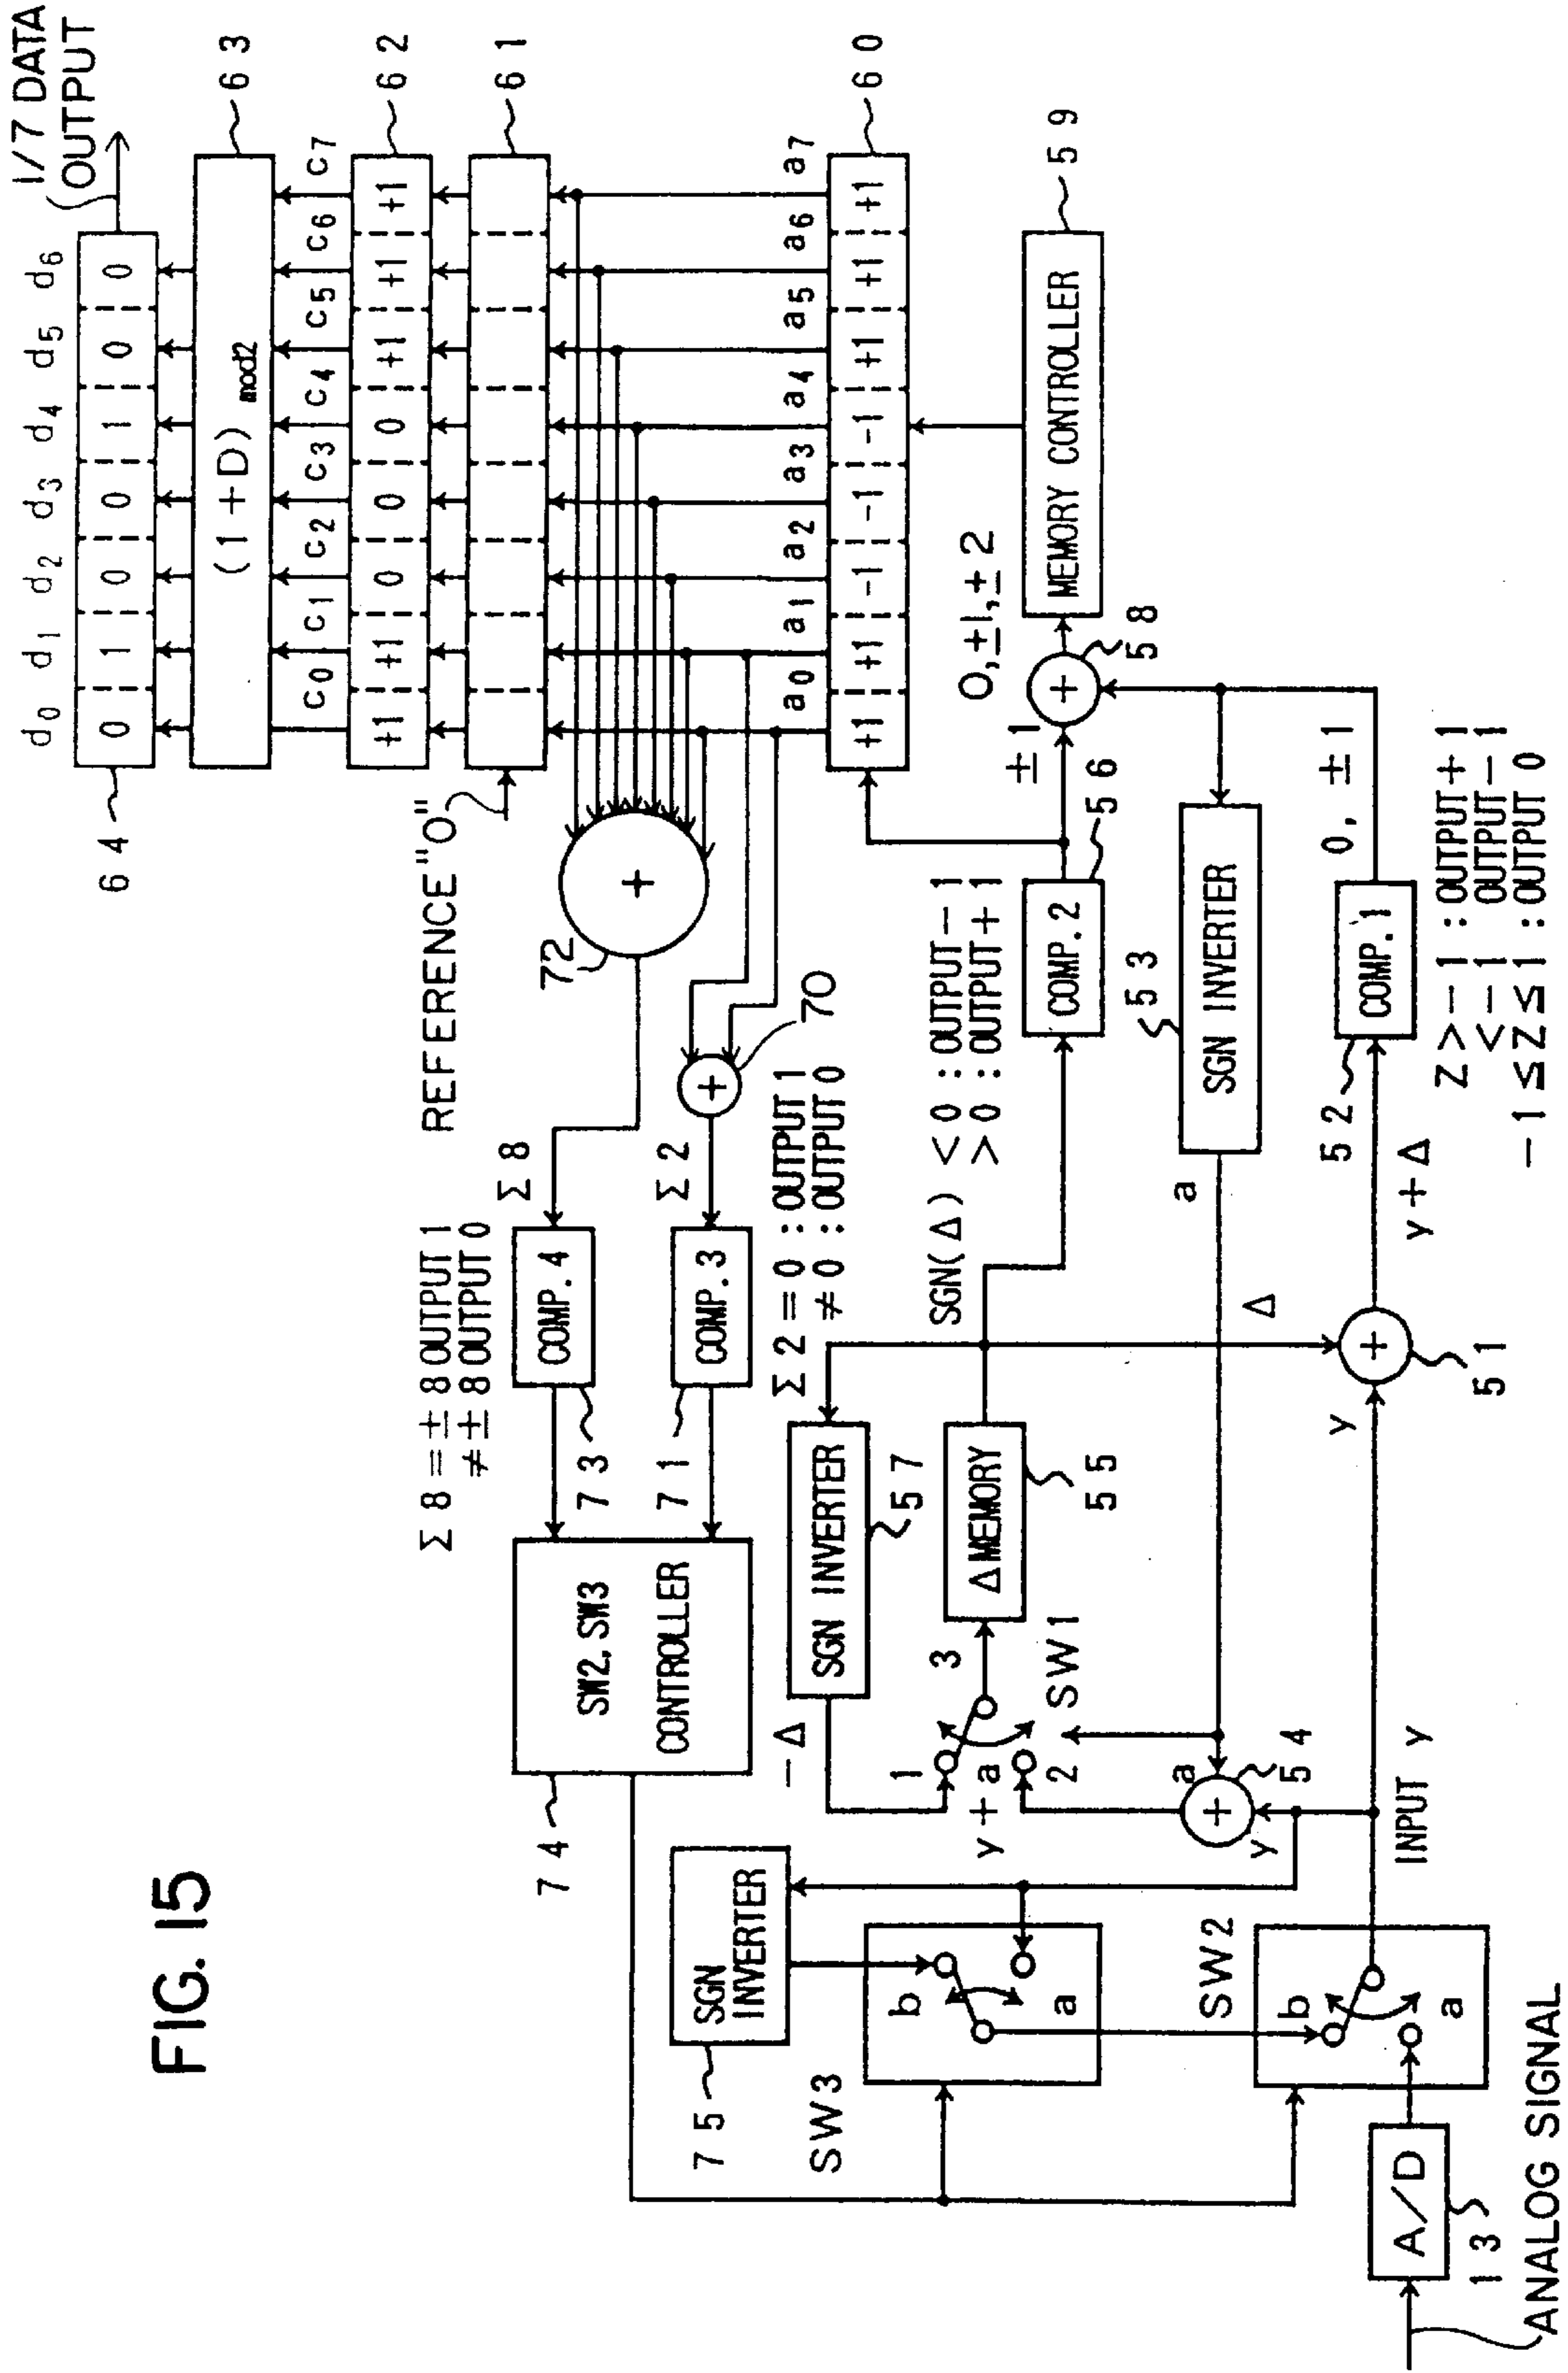 FIG. 15
ANALOG SIGNAL
13
A/D
SW2
a
b
SW3
a
b
75
SGN
INVERTER
INPUT y
y
a
54
+
y + a
SW1
1
2
3
−Δ
SGN INVERTER
57
Δ MEMORY
55
74
SW2, SW3
CONTROLLER
73
71
COMP. 4
COMP. 3
Σ8 = ±8 OUTPUT 1
≠ ±8 OUTPUT 0
Σ8
Σ2
Σ2 = 0 : OUTPUT 1
≠ 0 : OUTPUT 0
y
+
51
Δ
y + Δ
52
COMP. 1
Z > − 1 : OUTPUT + 1
< − 1 OUTPUT − 1
− 1 ≤ Z ≤ 1 : OUTPUT 0
0, ±1
a
53
SGN INVERTER
SGN(Δ) < 0 : OUTPUT − 1
> 0 : OUTPUT + 1
COMP. 2
56
±1
+
58
0, ±1, ±2
MEMORY CONTROLLER
59
+
70
+
72
REFERENCE "0"
+1 +1 −1 −1 −1 +1 +1 +1
60
a0 a1 a2 a3 a4 a5 a6 a7
61
+1 +1 0 0 0 +1 +1 +1
62
c0 c1 c2 c3 c4 c5 c6 c7
(1 + D) mod2
63
64
0 1 0 0 1 0 0
d0 d1 d2 d3 d4 d5 d6
1/7 DATA
OUTPUT